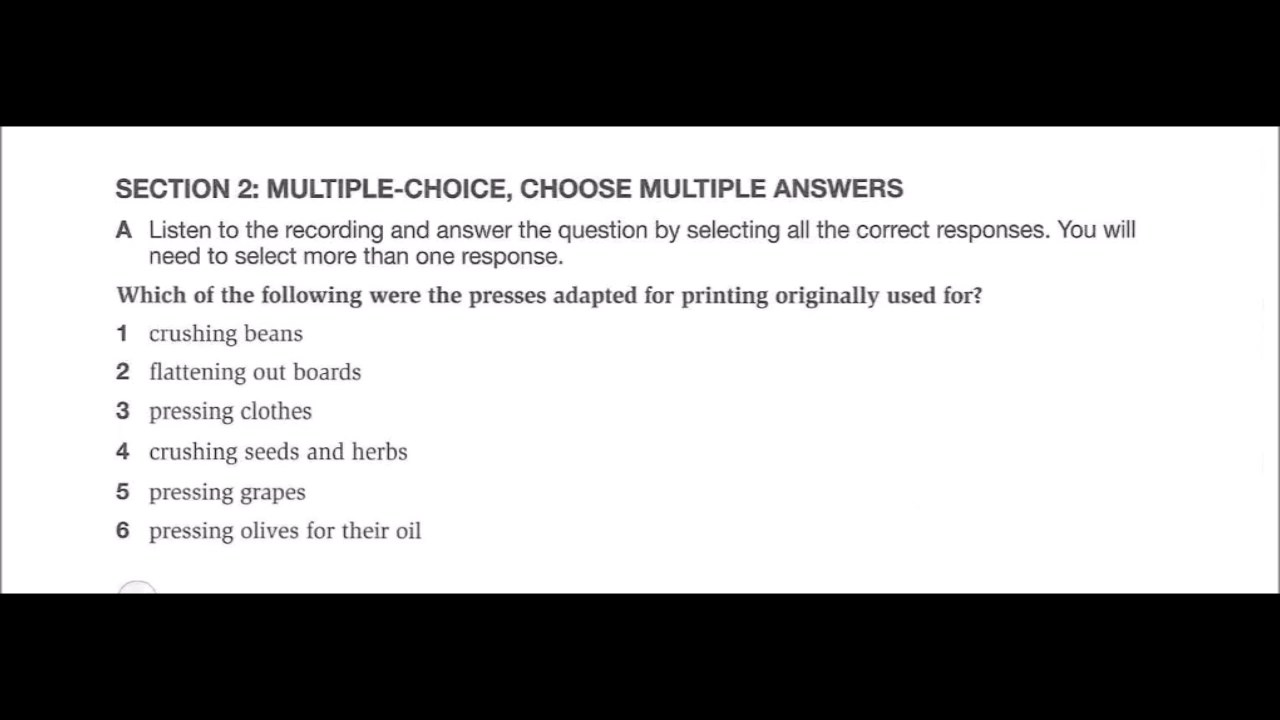 SECTION 2: MULTIPLE-CHOICE, CHOOSE MULTIPLE ANSWERS
A Listen to the recording and answer the question by selecting all the correct responses. You will
need to select more than one response.
Which of the following were the presses adapted for printing originally used for?
1 crushing beans
2 flattening out boards
3 pressing clothes
4 crushing seeds and herbs
5 pressing grapes
6 pressing olives for their oil